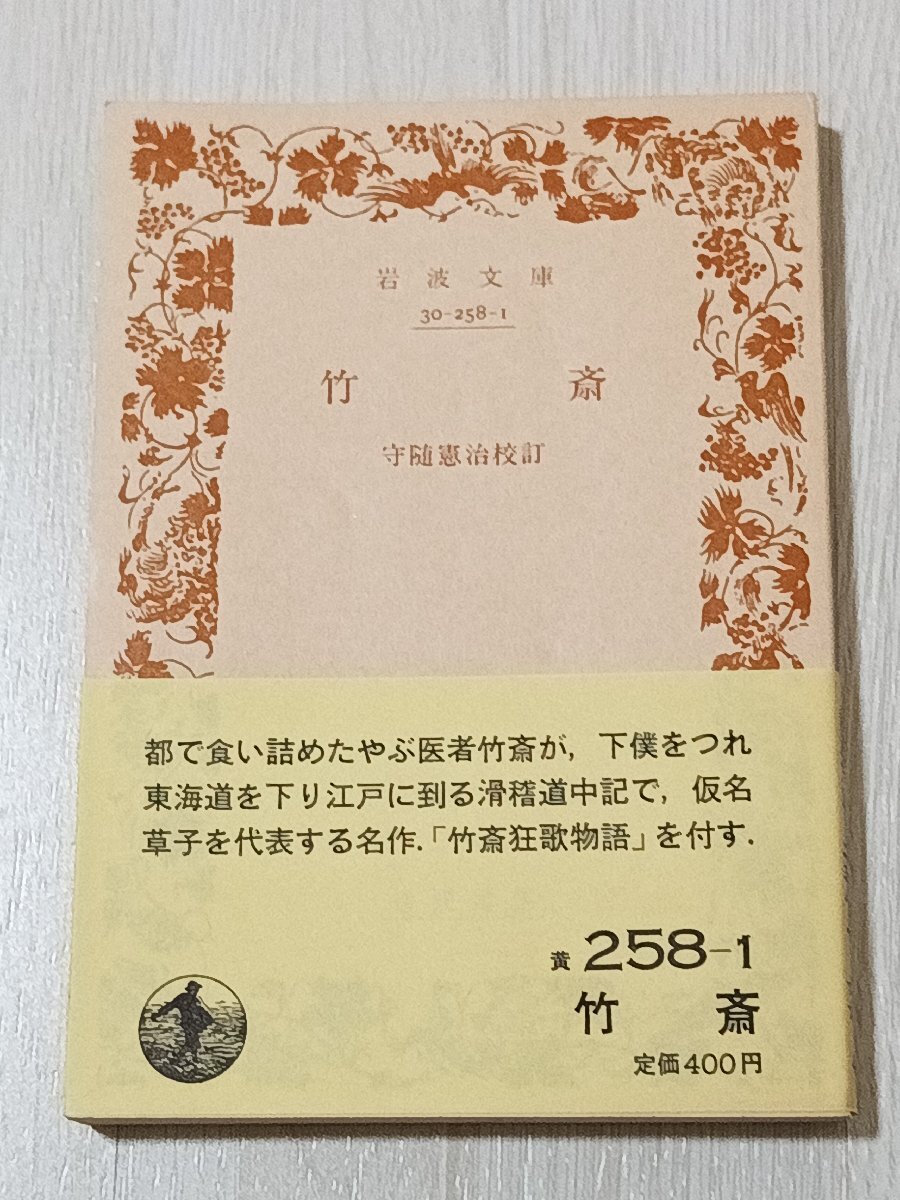 岩波文庫
30-258-1
竹 斎
守随憲治校訂
都で食い詰めたやぶ医者竹斎が，下僕をつれ
東海道を下り江戸に到る滑稽道中記で，仮名
草子を代表する名作．「竹斎狂歌物語」を付す．
黄 258-1
竹 斎
定価400円